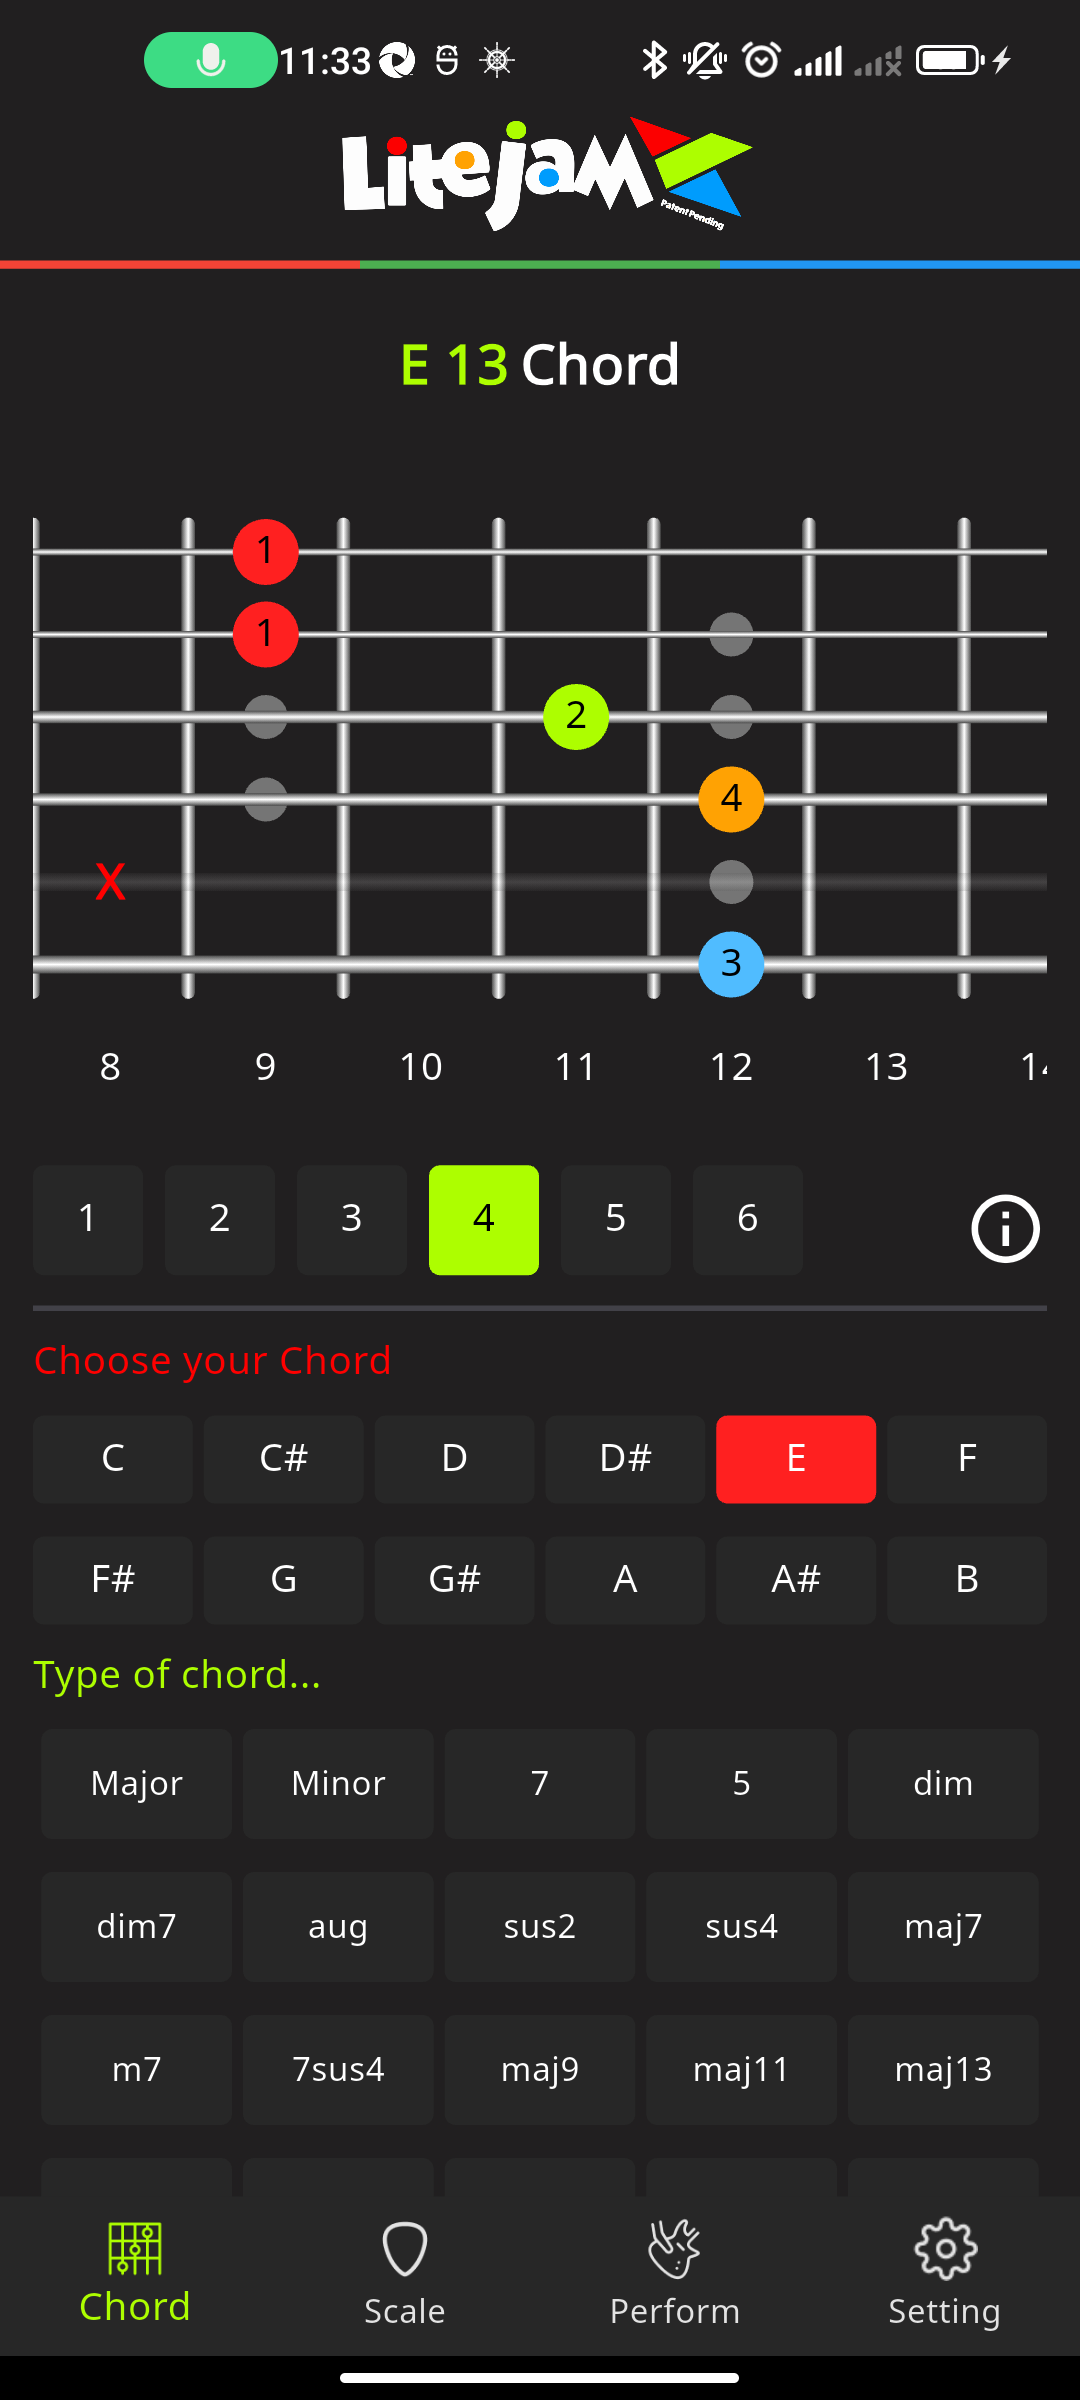 11:33
LiteJam
Patent Pending
E 13 Chord
1
1
2
4
X
3
8 9 10 11 12 13 14
1 2 3 4 5 6
Choose your Chord
C C# D D# E F
F# G G# A A# B
Type of chord...
Major Minor 7 5 dim
dim7 aug sus2 sus4 maj7
m7 7sus4 maj9 maj11 maj13
Chord Scale Perform Setting